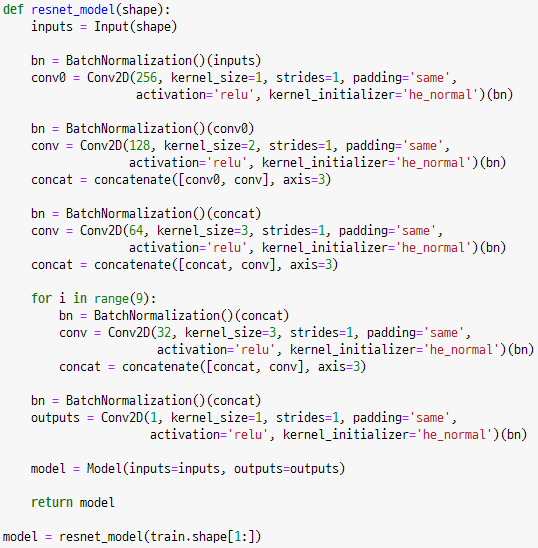 def resnet_model(shape):
    inputs = Input(shape)

    bn = BatchNormalization()(inputs)
    conv0 = Conv2D(256, kernel_size=1, strides=1, padding='same',
                   activation='relu', kernel_initializer='he_normal')(bn)

    bn = BatchNormalization()(conv0)
    conv = Conv2D(128, kernel_size=2, strides=1, padding='same',
                  activation='relu', kernel_initializer='he_normal')(bn)
    concat = concatenate([conv0, conv], axis=3)

    bn = BatchNormalization()(concat)
    conv = Conv2D(64, kernel_size=3, strides=1, padding='same',
                  activation='relu', kernel_initializer='he_normal')(bn)
    concat = concatenate([concat, conv], axis=3)

    for i in range(9):
        bn = BatchNormalization()(concat)
        conv = Conv2D(32, kernel_size=3, strides=1, padding='same',
                      activation='relu', kernel_initializer='he_normal')(bn)
        concat = concatenate([concat, conv], axis=3)

    bn = BatchNormalization()(concat)
    outputs = Conv2D(1, kernel_size=1, strides=1, padding='same',
                     activation='relu', kernel_initializer='he_normal')(bn)

    model = Model(inputs=inputs, outputs=outputs)

    return model

model = resnet_model(train.shape[1:])